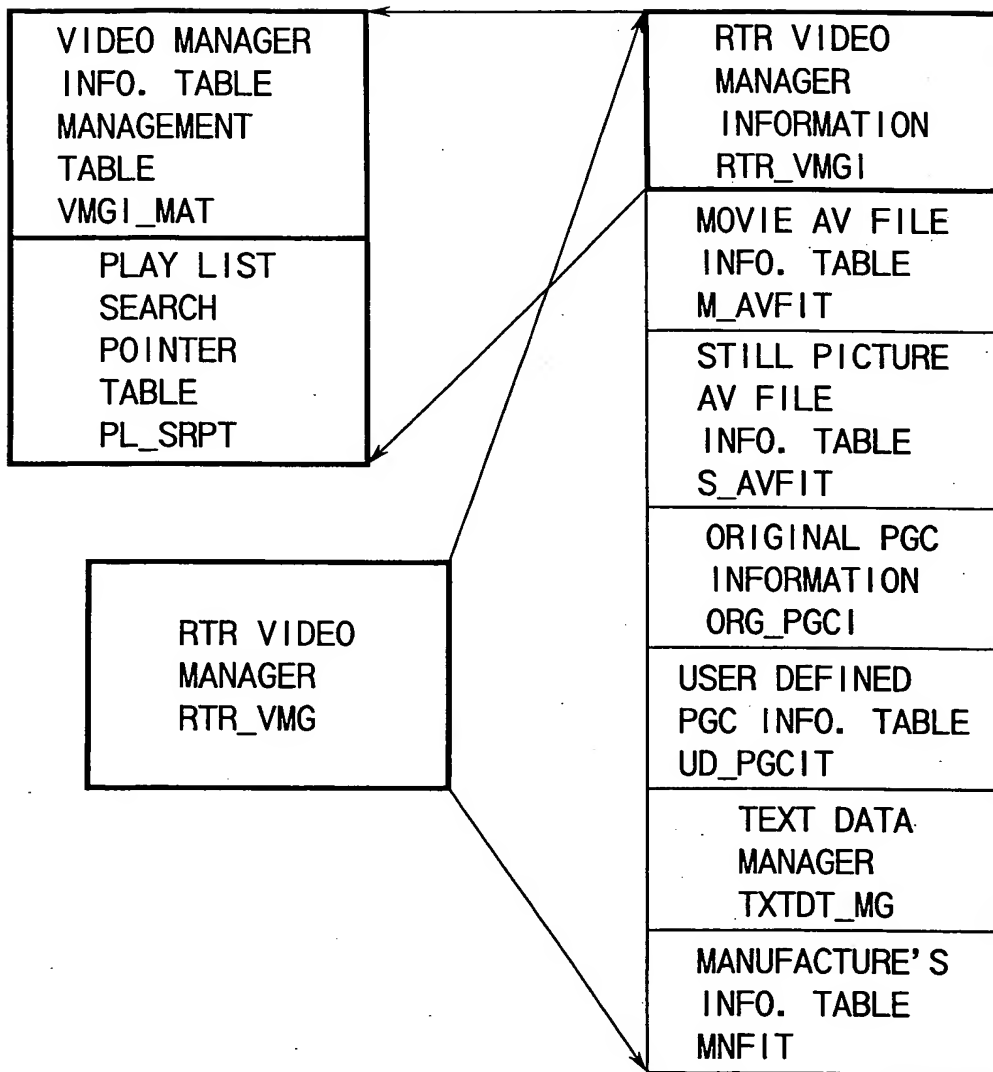 VIDEO MANAGER
INFO. TABLE
MANAGEMENT
TABLE
VMGI_MAT
PLAY LIST
SEARCH
POINTER
TABLE
PL_SRPT
RTR VIDEO
MANAGER
RTR_VMG
RTR VIDEO
MANAGER
INFORMATION
RTR_VMGI
MOVIE AV FILE
INFO. TABLE
M_AVFIT
STILL PICTURE
AV FILE
INFO. TABLE
S_AVFIT
ORIGINAL PGC
INFORMATION
ORG_PGCI
USER DEFINED
PGC INFO. TABLE
UD_PGCIT
TEXT DATA
MANAGER
TXTDT_MG
MANUFACTURE'S
INFO. TABLE
MNFIT